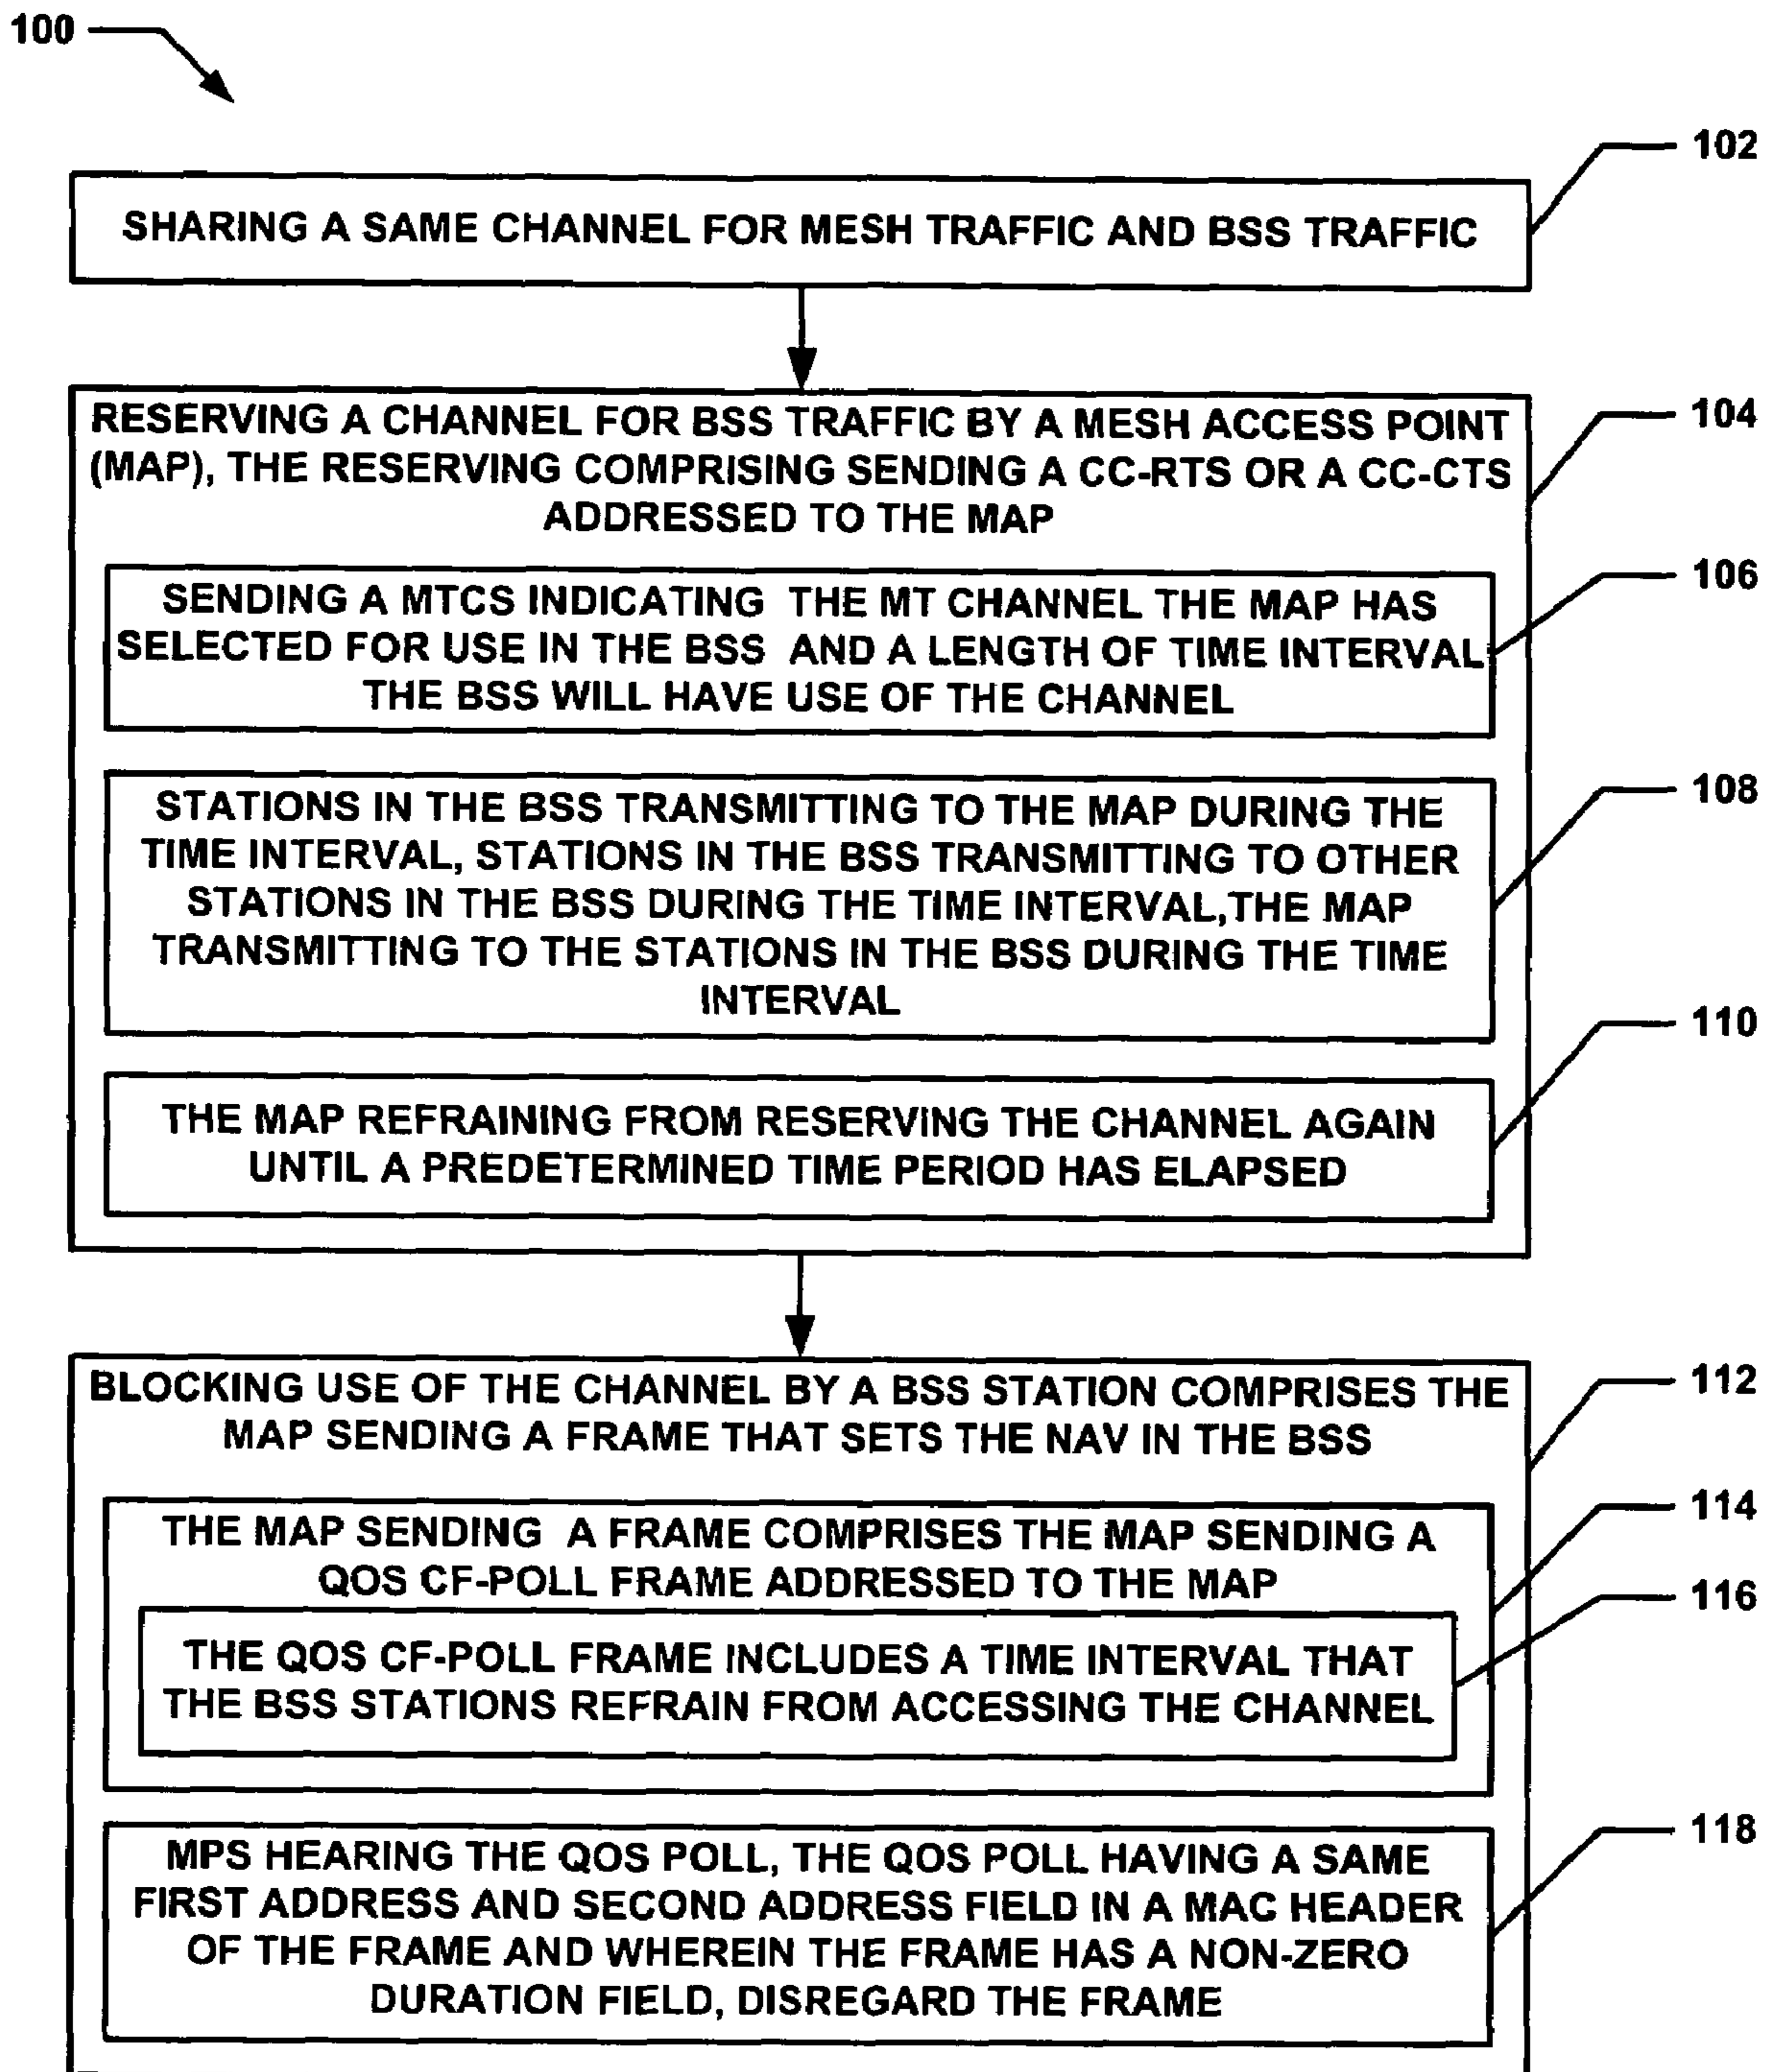 100
102
SHARING A SAME CHANNEL FOR MESH TRAFFIC AND BSS TRAFFIC
104
RESERVING A CHANNEL FOR BSS TRAFFIC BY A MESH ACCESS POINT
(MAP), THE RESERVING COMPRISING SENDING A CC-RTS OR A CC-CTS
ADDRESSED TO THE MAP
106
SENDING A MTCS INDICATING THE MT CHANNEL THE MAP HAS
SELECTED FOR USE IN THE BSS AND A LENGTH OF TIME INTERVAL
THE BSS WILL HAVE USE OF THE CHANNEL
108
STATIONS IN THE BSS TRANSMITTING TO THE MAP DURING THE
TIME INTERVAL, STATIONS IN THE BSS TRANSMITTING TO OTHER
STATIONS IN THE BSS DURING THE TIME INTERVAL,THE MAP
TRANSMITTING TO THE STATIONS IN THE BSS DURING THE TIME
INTERVAL
110
THE MAP REFRAINING FROM RESERVING THE CHANNEL AGAIN
UNTIL A PREDETERMINED TIME PERIOD HAS ELAPSED
112
BLOCKING USE OF THE CHANNEL BY A BSS STATION COMPRISES THE
MAP SENDING A FRAME THAT SETS THE NAV IN THE BSS
114
THE MAP SENDING A FRAME COMPRISES THE MAP SENDING A
QOS CF-POLL FRAME ADDRESSED TO THE MAP
116
THE QOS CF-POLL FRAME INCLUDES A TIME INTERVAL THAT
THE BSS STATIONS REFRAIN FROM ACCESSING THE CHANNEL
118
MPS HEARING THE QOS POLL, THE QOS POLL HAVING A SAME
FIRST ADDRESS AND SECOND ADDRESS FIELD IN A MAC HEADER
OF THE FRAME AND WHEREIN THE FRAME HAS A NON-ZERO
DURATION FIELD, DISREGARD THE FRAME